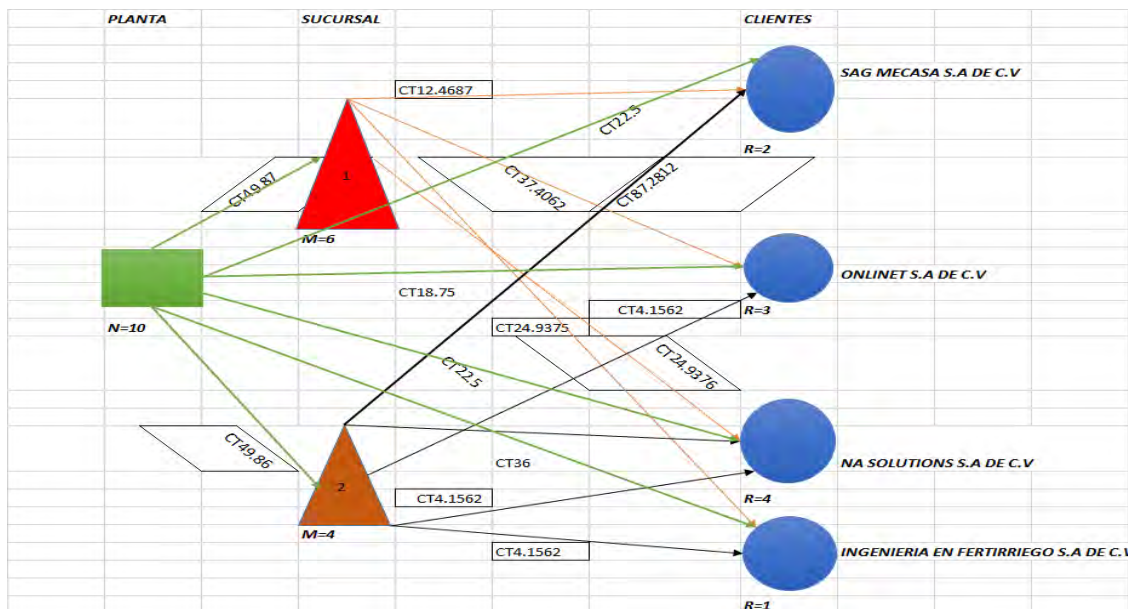 PLANTA
SUCURSAL
CLIENTES
SAG MECASA S.A DE C.V
CT12.4687
CT22.5
R=2
CT49.87
1
CT37.4062
CT87.2812
M=6
ONLINET S.A DE C.V
CT18.75
CT4.1562
R=3
N=10
CT24.9375
CT24.9376
CT22.5
CT49.86
CT36
NA SOLUTIONS S.A DE C.V
2
CT4.1562
R=4
M=4
CT4.1562
INGENIERIA EN FERTIRRIEGO S.A DE C.V
R=1